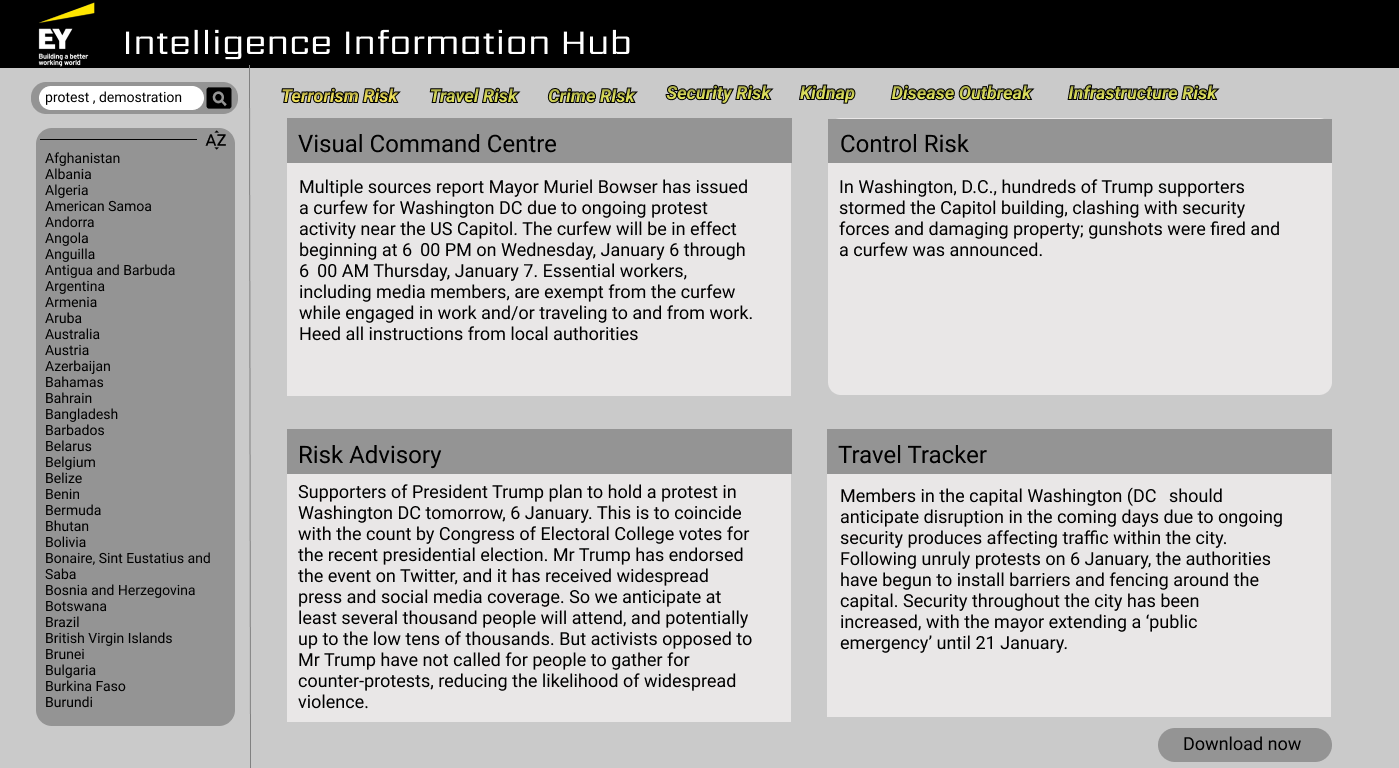 EY
Building a better
working world
Intelligence Information Hub
protest , demostration
Terrorism Risk
Travel Risk
Crime Risk
Security Risk
Kidnap
Disease Outbreak
Infrastructure Risk
AZ
Afghanistan
Albania
Algeria
American Samoa
Andorra
Angola
Anguilla
Antigua and Barbuda
Argentina
Armenia
Aruba
Australia
Austria
Azerbaijan
Bahamas
Bahrain
Bangladesh
Barbados
Belarus
Belgium
Belize
Benin
Bermuda
Bhutan
Bolivia
Bonaire, Sint Eustatius and
Saba
Bosnia and Herzegovina
Botswana
Brazil
British Virgin Islands
Brunei
Bulgaria
Burkina Faso
Burundi
Visual Command Centre
Multiple sources report Mayor Muriel Bowser has issued
a curfew for Washington DC due to ongoing protest
activity near the US Capitol. The curfew will be in effect
beginning at 6 00 PM on Wednesday, January 6 through
6 00 AM Thursday, January 7. Essential workers,
including media members, are exempt from the curfew
while engaged in work and/or traveling to and from work.
Heed all instructions from local authorities
Control Risk
In Washington, D.C., hundreds of Trump supporters
stormed the Capitol building, clashing with security
forces and damaging property; gunshots were fired and
a curfew was announced.
Risk Advisory
Supporters of President Trump plan to hold a protest in
Washington DC tomorrow, 6 January. This is to coincide
with the count by Congress of Electoral College votes for
the recent presidential election. Mr Trump has endorsed
the event on Twitter, and it has received widespread
press and social media coverage. So we anticipate at
least several thousand people will attend, and potentially
up to the low tens of thousands. But activists opposed to
Mr Trump have not called for people to gather for
counter-protests, reducing the likelihood of widespread
violence.
Travel Tracker
Members in the capital Washington (DC should
anticipate disruption in the coming days due to ongoing
security produces affecting traffic within the city.
Following unruly protests on 6 January, the authorities
have begun to install barriers and fencing around the
capital. Security throughout the city has been
increased, with the mayor extending a ‘public
emergency’ until 21 January.
Download now